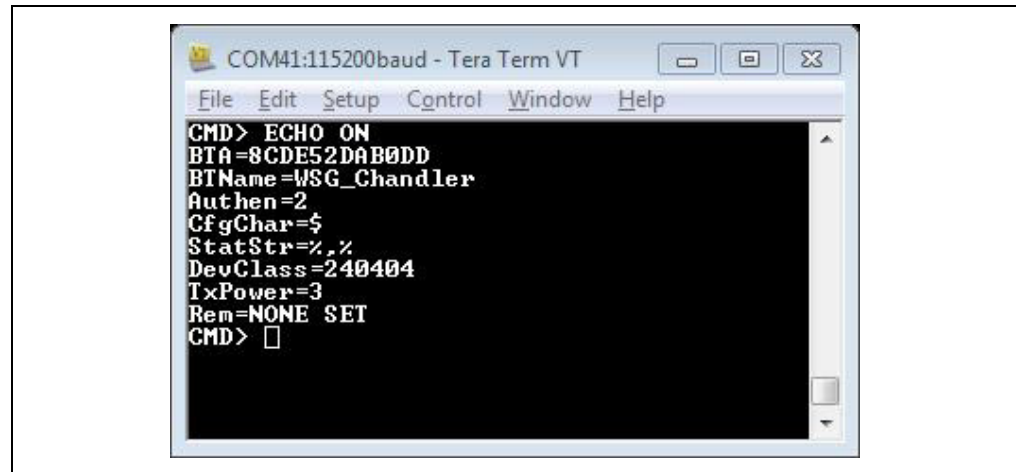 COM41:115200baud - Tera Term VT
File Edit Setup Control Window Help
CMD> ECHO ON
BTA=8CDE52DAB0DD
BTName=WSG_Chandler
Authen=2
CfgChar=$
StatStr=%,%
DevClass=240404
TxPower=3
Rem=NONE SET
CMD>